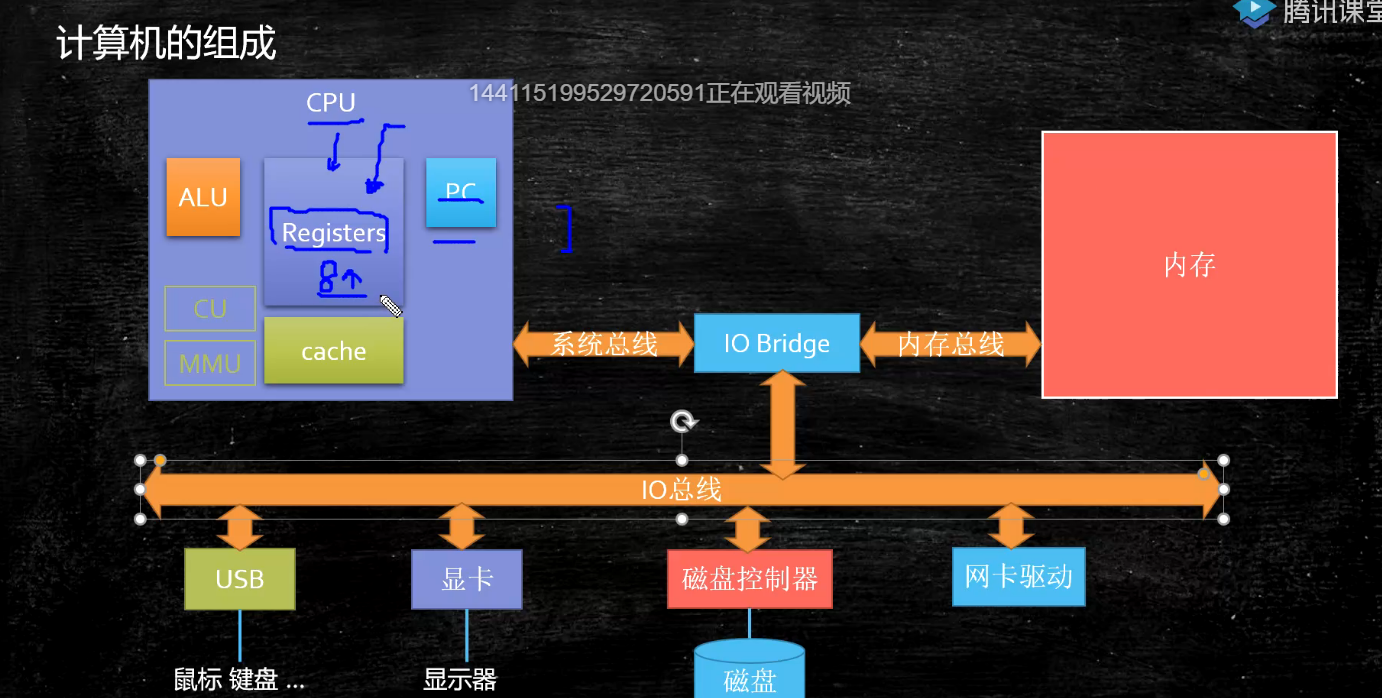 腾讯课堂
计算机的组成
144115199529720591正在观看视频
CPU
ALU
Registers
8个
PC
CU
MMU
cache
系统总线
IO Bridge
内存总线
内存
IO总线
USB
显卡
磁盘控制器
网卡驱动
鼠标 键盘 ...
显示器
磁盘